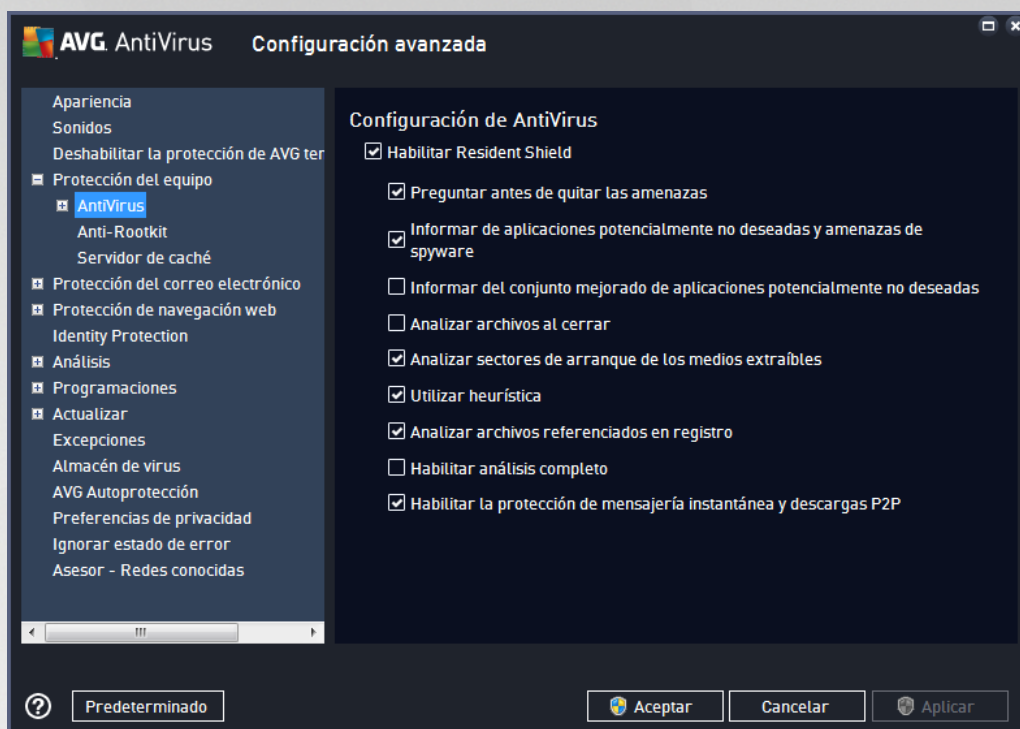 AVG. AntiVirus Configuración avanzada
Apariencia
Sonidos
Deshabilitar la protección de AVG ter
Protección del equipo
AntiVirus
Anti-Rootkit
Servidor de caché
Protección del correo electrónico
Protección de navegación web
Identity Protection
Análisis
Programaciones
Actualizar
Excepciones
Almacén de virus
AVG Autoprotección
Preferencias de privacidad
Ignorar estado de error
Asesor - Redes conocidas
Configuración de AntiVirus
Habilitar Resident Shield
Preguntar antes de quitar las amenazas
Informar de aplicaciones potencialmente no deseadas y amenazas de
spyware
Informar del conjunto mejorado de aplicaciones potencialmente no deseadas
Analizar archivos al cerrar
Analizar sectores de arranque de los medios extraíbles
Utilizar heurística
Analizar archivos referenciados en registro
Habilitar análisis completo
Habilitar la protección de mensajería instantánea y descargas P2P
? Predeterminado Aceptar Cancelar Aplicar